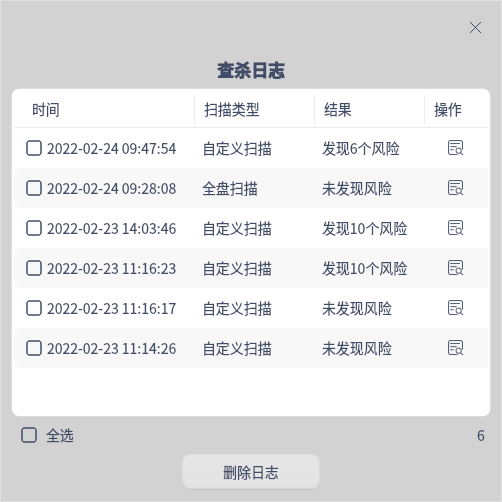 查杀日志
时间 扫描类型 结果 操作
2022-02-24 09:47:54 自定义扫描 发现6个风险
2022-02-24 09:28:08 全盘扫描 未发现风险
2022-02-23 14:03:46 自定义扫描 发现10个风险
2022-02-23 11:16:23 自定义扫描 发现10个风险
2022-02-23 11:16:17 自定义扫描 未发现风险
2022-02-23 11:14:26 自定义扫描 未发现风险
全选 6
删除日志